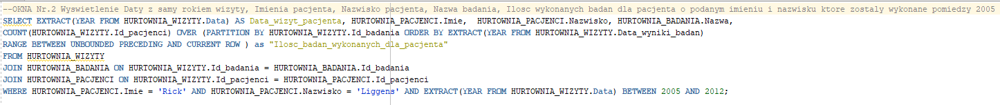 --OKNA Nr.2 Wyswietlenie Daty z samy rokiem wizyty, Imienia pacjenta, Nazwisko pacjenta, Nazwa badania, Ilosc wykonanych badan dla pacjenta o podanym imieniu i nazwisku ktore zostaly wykonane pomiedzy 2005
SELECT EXTRACT(YEAR FROM HURTOWNIA_WIZYTY.Data) AS Data_wizyt_pacjenta, HURTOWNIA_PACJENCI.Imie, HURTOWNIA_PACJENCI.Nazwisko, HURTOWNIA_BADANIA.Nazwa,
COUNT(HURTOWNIA_WIZYTY.Id_pacjenci) OVER (PARTITION BY HURTOWNIA_WIZYTY.Id_badania ORDER BY EXTRACT(YEAR FROM HURTOWNIA_WIZYTY.Data_wyniki_badan)
RANGE BETWEEN UNBOUNDED PRECEDING AND CURRENT ROW ) as "Ilosc_badan_wykonanych_dla_pacjenta"
FROM HURTOWNIA_WIZYTY
JOIN HURTOWNIA_BADANIA ON HURTOWNIA_WIZYTY.Id_badania = HURTOWNIA_BADANIA.Id_badania
JOIN HURTOWNIA_PACJENCI ON HURTOWNIA_WIZYTY.Id_pacjenci = HURTOWNIA_PACJENCI.Id_pacjenci
WHERE HURTOWNIA_PACJENCI.Imie = 'Rick' AND HURTOWNIA_PACJENCI.Nazwisko = 'Liggens' AND EXTRACT(YEAR FROM HURTOWNIA_WIZYTY.Data) BETWEEN 2005 AND 2012;